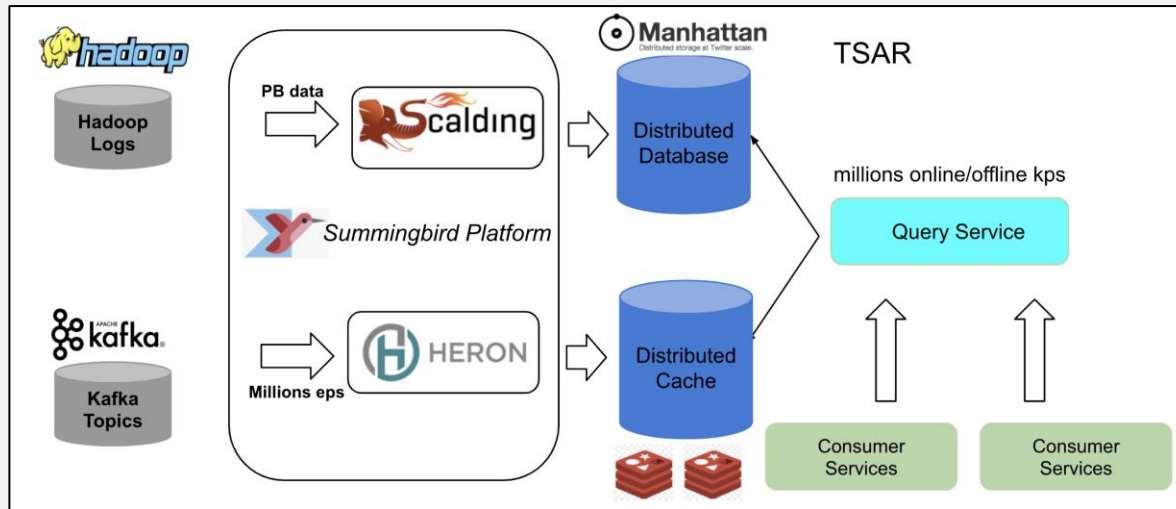 hadoop
Hadoop
Logs
PB data
Scalding
Manhattan
Distributed storage at Twitter scale.
Distributed
Database
TSAR
millions online/offline kps
Query Service
Summingbird Platform
APACHE
kafka®
Kafka
Topics
Millions eps
HERON
Distributed
Cache
Consumer
Services
Consumer
Services